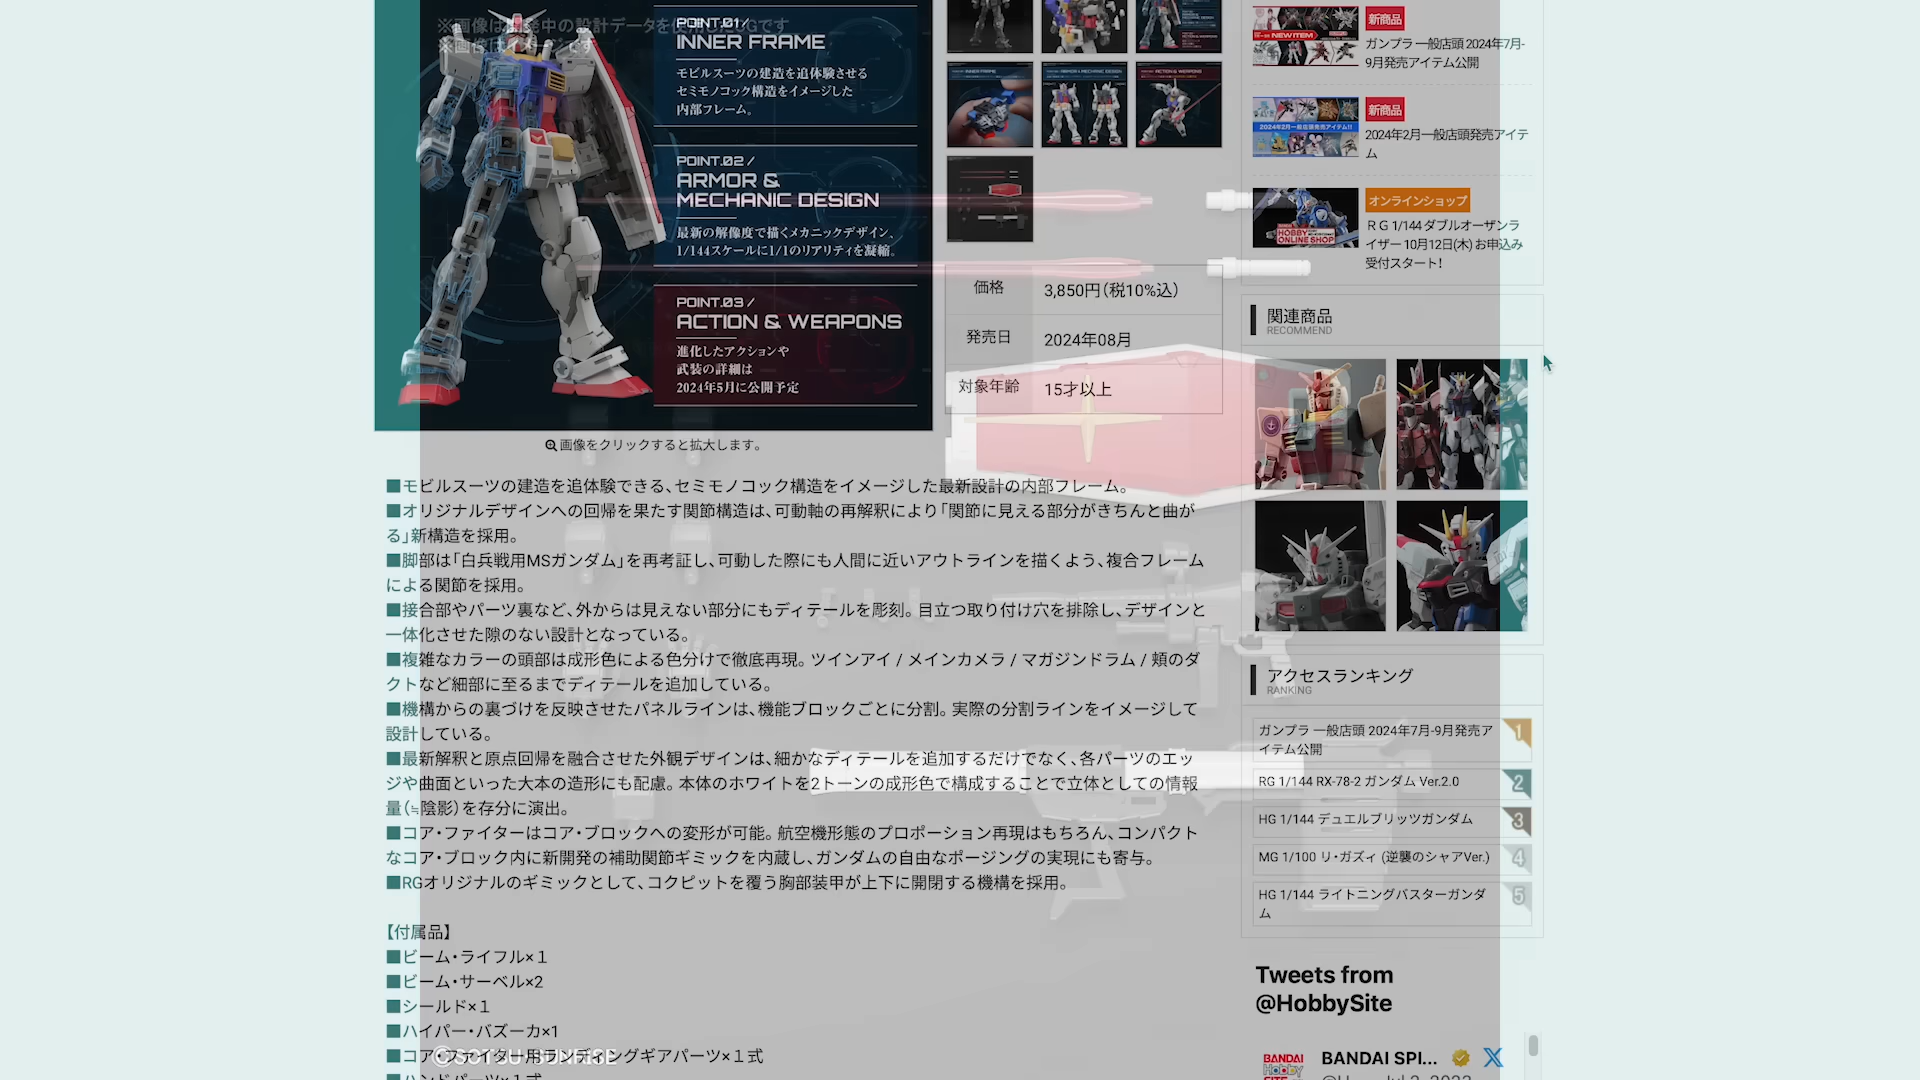 ※画像は開発中の設計データを使用したCGです
※画像はイメージです
POINT.01 /
INNER FRAME
モビルスーツの建造を追体験させる
セミモノコック構造をイメージした
内部フレーム。
POINT.02 /
ARMOR &
MECHANIC DESIGN
最新の解像度で描くメカニックデザイン、
1/144スケールに1/1のリアリティを凝縮。
POINT.03 /
ACTION & WEAPONS
進化したアクションや
武装の詳細は
2024年5月に公開予定
画像をクリックすると拡大します。
価格 3,850円(税10%込)
発売日 2024年08月
対象年齢 15才以上
■モビルスーツの建造を追体験できる、セミモノコック構造をイメージした最新設計の内部フレーム。
■オリジナルデザインへの回帰を果たす関節構造は、可動軸の再解釈により「関節に見える部分がきちんと曲が
る」新構造を採用。
■脚部は「白兵戦用MSガンダム」を再考証し、可動した際にも人間に近いアウトラインを描くよう、複合フレーム
による関節を採用。
■接合部やパーツ裏など、外からは見えない部分にもディテールを彫刻。目立つ取り付け穴を排除し、デザインと
一体化させた隙のない設計となっている。
■複雑なカラーの頭部は成形色による色分けで徹底再現。ツインアイ / メインカメラ / マガジンドラム / 頬のダ
クトなど細部に至るまでディテールを追加している。
■機構からの裏づけを反映させたパネルラインは、機能ブロックごとに分割。実際の分割ラインをイメージして
設計している。
■最新解釈と原点回帰を融合させた外観デザインは、細かなディテールを追加するだけでなく、各パーツのエッ
ジや曲面といった大本の造形にも配慮。本体のホワイトを2トーンの成形色で構成することで立体としての情報
量(≒陰影)を存分に演出。
■コア・ファイターはコア・ブロックへの変形が可能。航空機形態のプロポーション再現はもちろん、コンパクト
なコア・ブロック内に新開発の補助関節ギミックを内蔵し、ガンダムの自由なポージングの実現にも寄与。
■RGオリジナルのギミックとして、コクピットを覆う胸部装甲が上下に開閉する機構を採用。
【付属品】
■ビーム・ライフル×１
■ビーム・サーベル×2
■シールド×１
■ハイパー・バズーカ×1
■コア・ファイター用ランディングギアパーツ×１式
■ハンドパーツ×１式
©SOTSU・SUNRISE
NEW ITEM
新商品
ガンプラ 一般店頭 2024年7月-
9月発売アイテム公開
2024年2月一般店頭発売アイテム!!
新商品
2024年2月一般店頭発売アイテ
ム
HOBBY
ONLINE SHOP
オンラインショップ
ＲＧ 1/144 ダブルオーザンラ
イザー 10月12日(木) お申込み
受付スタート!
関連商品
RECOMMEND
アクセスランキング
RANKING
ガンプラ 一般店頭 2024年7月-9月発売ア
イテム公開
1
RG 1/144 RX-78-2 ガンダム Ver.2.0
2
HG 1/144 デュエルブリッツガンダム
3
MG 1/100 リ・ガズィ (逆襲のシャアVer.)
4
HG 1/144 ライトニングバスターガンダ
ム
5
Tweets from
@HobbySite
BANDAI
Hobby
SITE
BANDAI SPI...